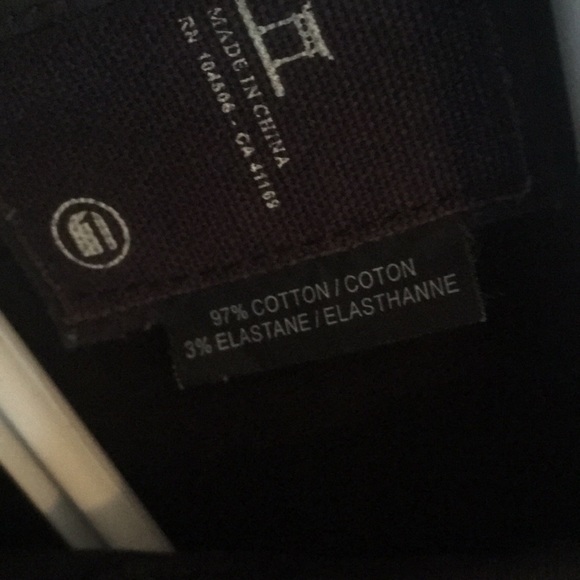 MADE IN CHINA
RN 104506 - CA 41169
97% COTTON / COTON
3% ELASTANE / ELASTHANNE